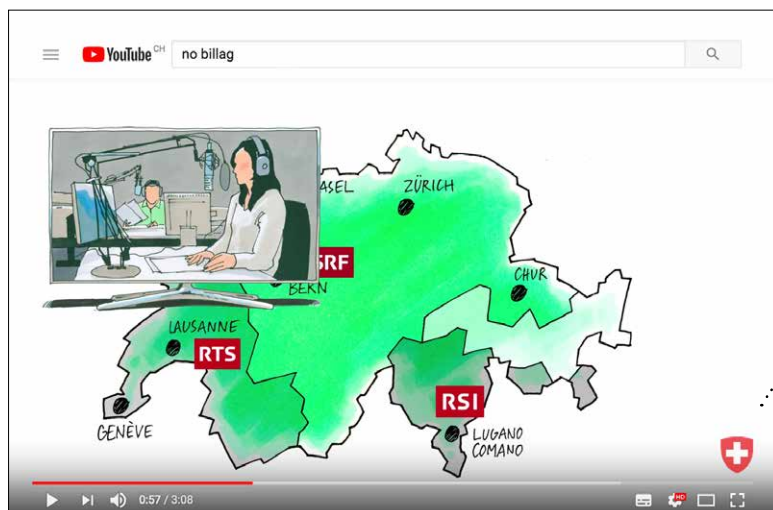 YouTube CH
no billag
ASEL
ZÜRICH
SRF
BERN
CHUR
LAUSANNE
RTS
RSI
GENÈVE
LUGANO
COMANO
0:57 / 3:08
HD